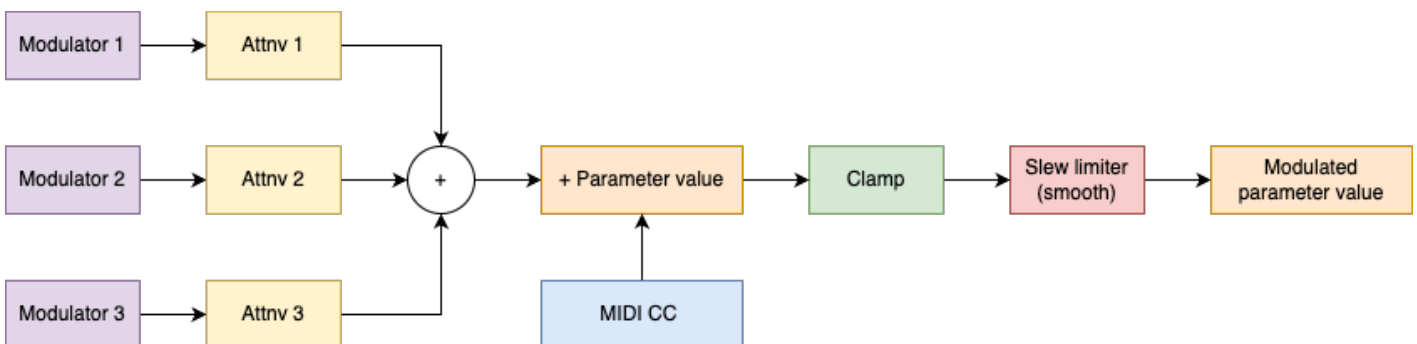 Modulator 1
Attnv 1
Modulator 2
Attnv 2
+
+ Parameter value
Clamp
Slew limiter
(smooth)
Modulated
parameter value
Modulator 3
Attnv 3
MIDI CC